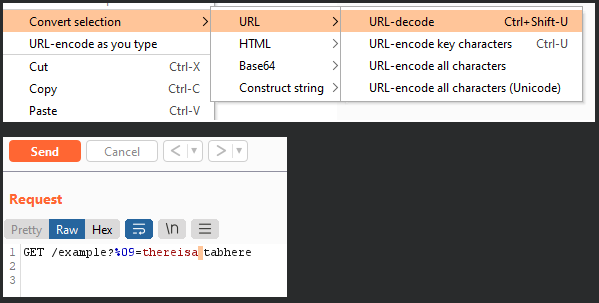 Convert selection > URL > URL-decode Ctrl+Shift-U
URL-encode as you type HTML > URL-encode key characters Ctrl-U
Cut Ctrl-X Base64 > URL-encode all characters
Copy Ctrl-C Construct string > URL-encode all characters (Unicode)
Paste Ctrl-V
Send Cancel < >
Request
Pretty Raw Hex \n
1 GET /example?%09=thereisa	tabhere
2
3